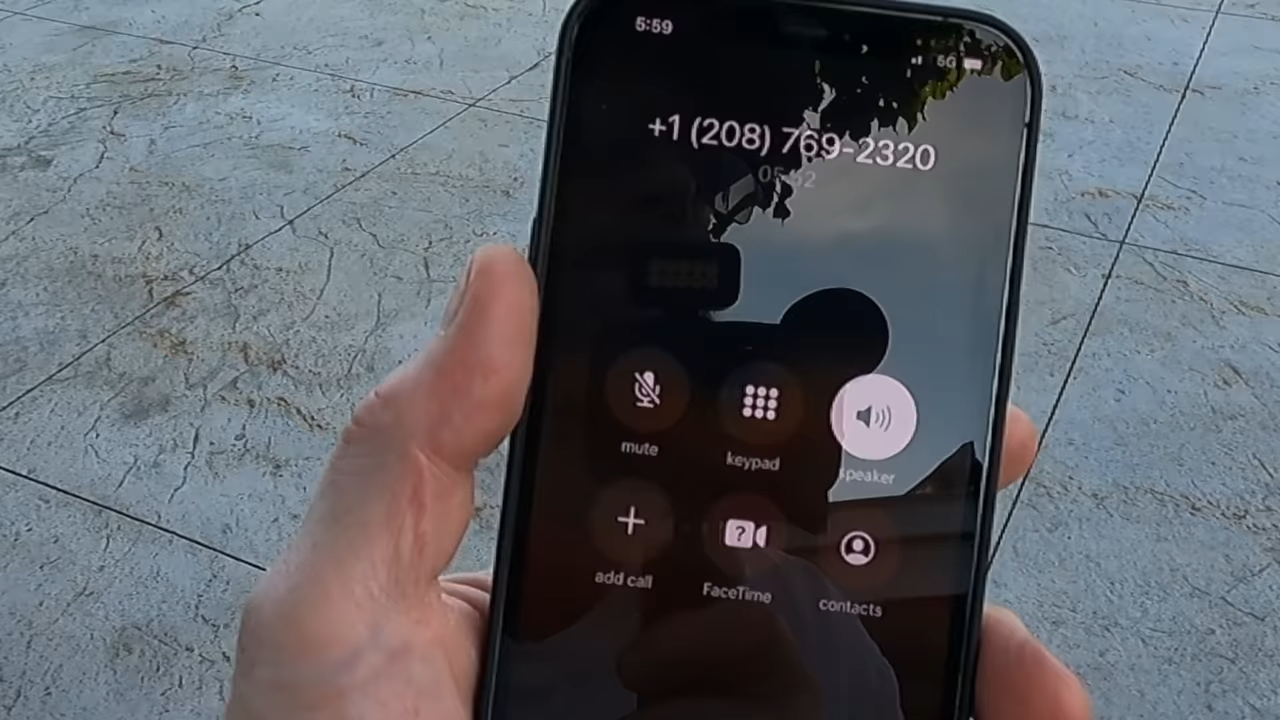 5:59
5G
+1 (208) 769-2320
mute
keypad
speaker
add call
FaceTime
contacts